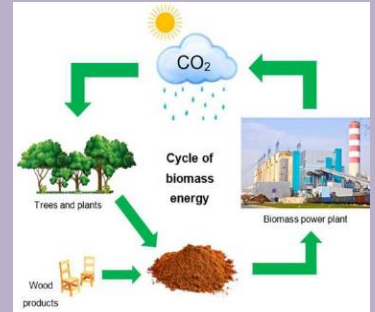 CO₂
Cycle of
biomass
energy
Trees and plants
Biomass power plant
Wood
products